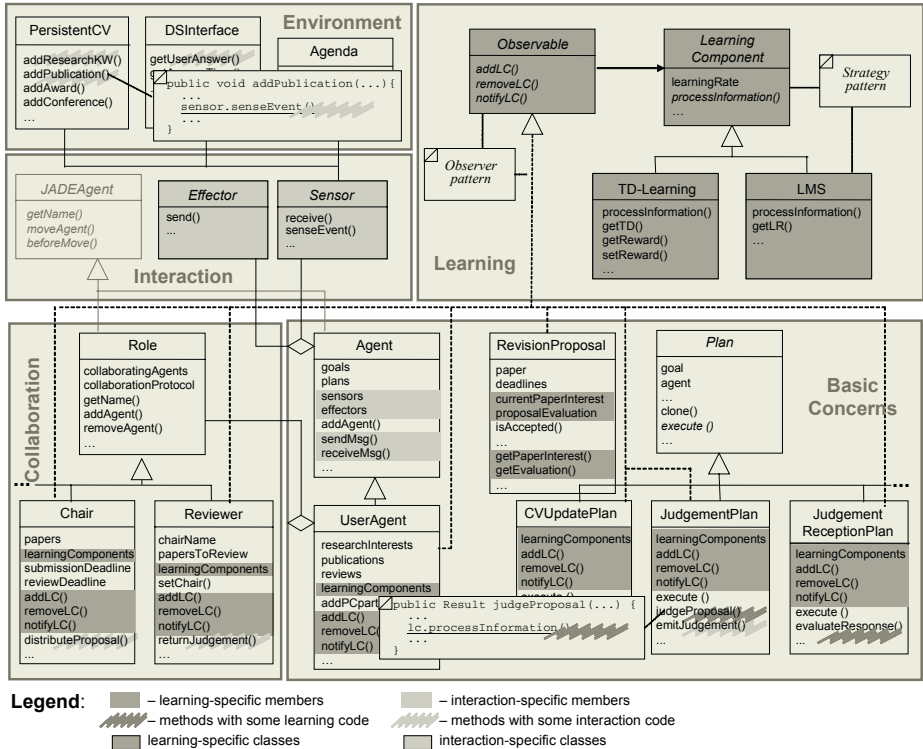 Environment
PersistentCV
addResearchKW()
addPublication()
addAward()
addConference()
...
DSInterface
getUserAnswer()
Agenda
public void addPublication(...){
...
sensor.senseEvent()
...
}
JADEAgent
getName()
moveAgent()
beforeMove()
Effector
send()
...
Sensor
receive()
senseEvent()
...
Interaction
Observable
addLC()
removeLC()
notifyLC()
Learning
Component
learningRate
processInformation()
...
Strategy
pattern
Observer
pattern
TD-Learning
processInformation()
getTD()
getReward()
setReward()
...
LMS
processInformation()
getLR()
...
Learning
Collaboration
Role
collaboratingAgents
collaborationProtocol
getName()
addAgent()
removeAgent()
...
Chair
papers
learningComponents
submissionDeadline
reviewDeadline
addLC()
removeLC()
notifyLC()
distributeProposal()
...
Reviewer
chairName
papersToReview
learningComponents
setChair()
addLC()
removeLC()
notifyLC()
returnJudgement()
...
Agent
goals
plans
sensors
effectors
addAgent()
sendMsg()
receiveMsg()
...
UserAgent
researchInterests
publications
reviews
learningComponents
addPCpart
addLC()
removeLC()
notifyLC()
...
RevisionProposal
paper
deadlines
currentPaperInterest
proposalEvaluation
isAccepted()
...
getPaperInterest()
getEvaluation()
...
Plan
goal
agent
...
clone()
execute ()
...
Basic
Concerns
CVUpdatePlan
learningComponents
addLC()
removeLC()
notifyLC()
execute ()
public Result judgeProposal(...) {
...
lc.processInformation()
...
}
JudgementPlan
learningComponents
addLC()
removeLC()
notifyLC()
execute ()
judgeProposal()
emitJudgement()
...
Judgement
ReceptionPlan
learningComponents
addLC()
removeLC()
notifyLC()
execute ()
evaluateResponse()
...
Legend:
– learning-specific members
– methods with some learning code
learning-specific classes
– interaction-specific members
– methods with some interaction code
interaction-specific classes